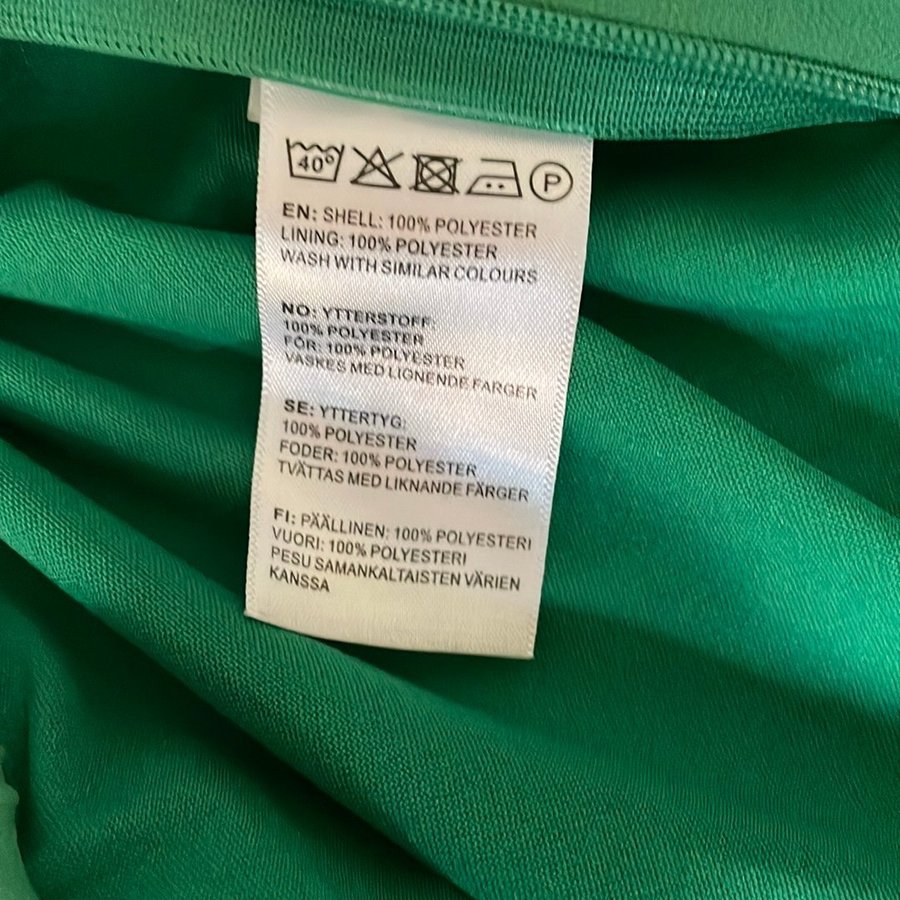 40°
P
EN: SHELL: 100% POLYESTER
LINING: 100% POLYESTER
WASH WITH SIMILAR COLOURS
NO: YTTERSTOFF:
100% POLYESTER
FÔR: 100% POLYESTER
VASKES MED LIGNENDE FARGER
SE: YTTERTYG:
100% POLYESTER
FODER: 100% POLYESTER
TVÄTTAS MED LIKNANDE FÄRGER
FI: PÄÄLLINEN: 100% POLYESTERI
VUORI: 100% POLYESTERI
PESU SAMANKALTAISTEN VÄRIEN
KANSSA